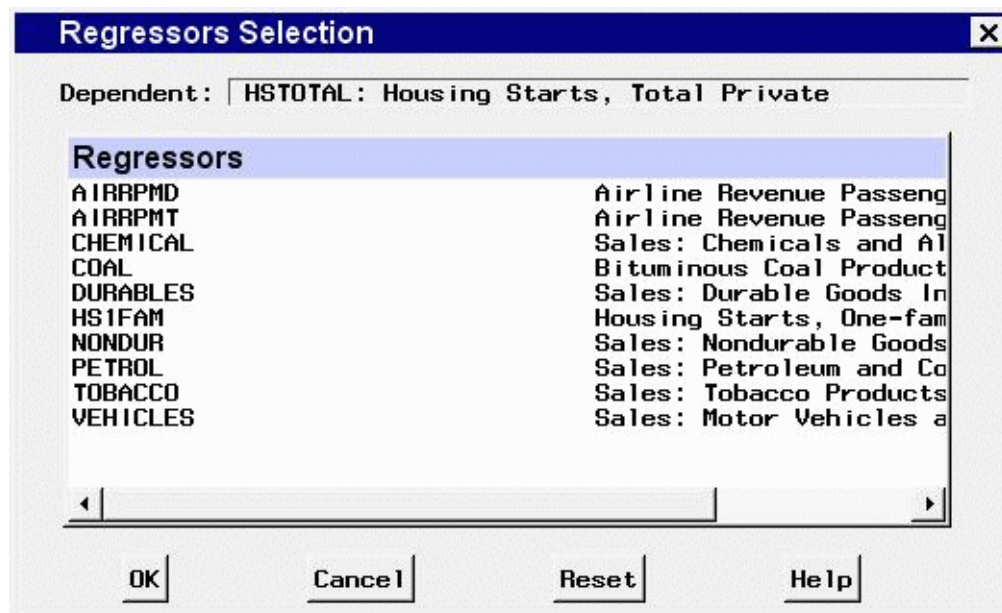 Regressors Selection
Dependent: HSTOTAL: Housing Starts, Total Private
Regressors
AIRRPMD Airline Revenue Passeng
AIRRPMT Airline Revenue Passeng
CHEMICAL Sales: Chemicals and Al
COAL Bituminous Coal Product
DURABLES Sales: Durable Goods In
HS1FAM Housing Starts, One-fam
NONDUR Sales: Nondurable Goods
PETROL Sales: Petroleum and Co
TOBACCO Sales: Tobacco Products
VEHICLES Sales: Motor Vehicles a
OK Cancel Reset Help